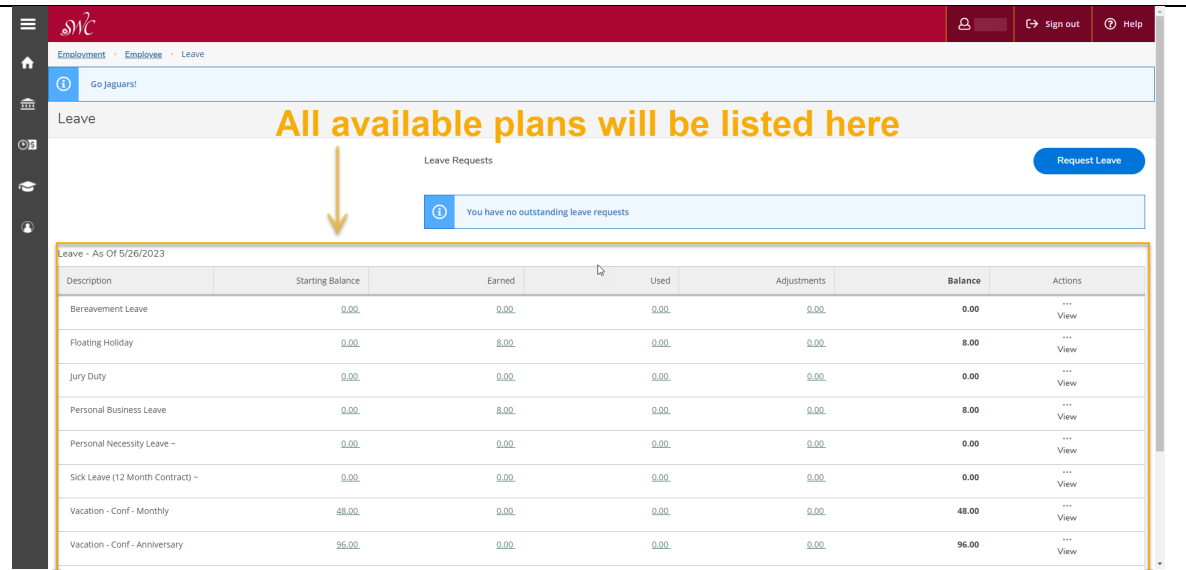 SWC
Sign out
Help
Employment · Employee · Leave
Go Jaguars!
Leave
All available plans will be listed here
Leave Requests
Request Leave
You have no outstanding leave requests
Leave - As Of 5/26/2023
Description Starting Balance Earned Used Adjustments Balance Actions
Bereavement Leave 0.00 0.00 0.00 0.00 0.00 ... View
Floating Holiday 0.00 8.00 0.00 0.00 8.00 ... View
Jury Duty 0.00 0.00 0.00 0.00 0.00 ... View
Personal Business Leave 0.00 8.00 0.00 0.00 8.00 ... View
Personal Necessity Leave ~ 0.00 0.00 0.00 0.00 0.00 ... View
Sick Leave (12 Month Contract) ~ 0.00 0.00 0.00 0.00 0.00 ... View
Vacation - Conf - Monthly 48.00 0.00 0.00 0.00 48.00 ... View
Vacation - Conf - Anniversary 96.00 0.00 0.00 0.00 96.00 ... View